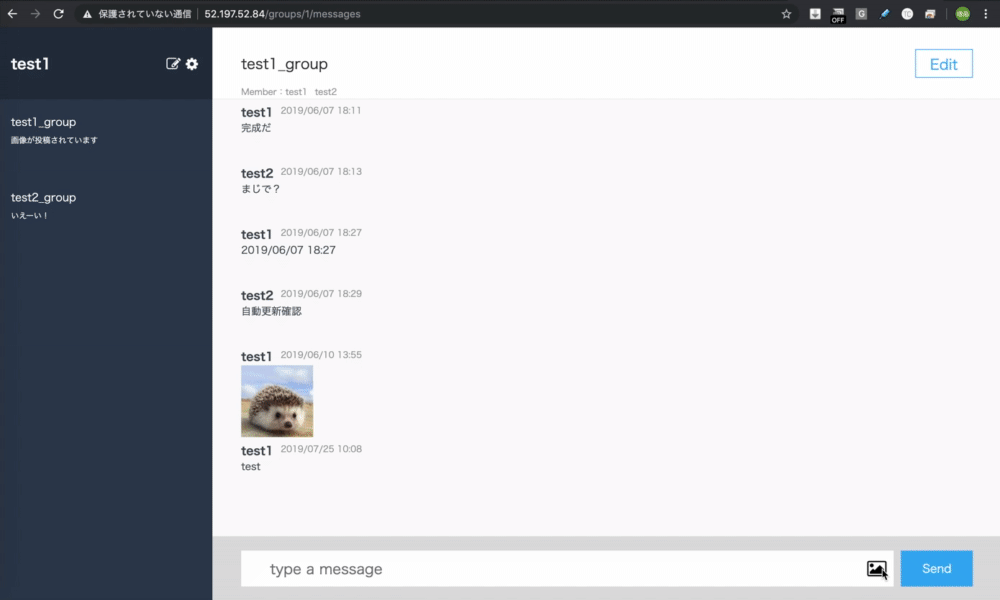 保護されていない通信 52.197.52.84/groups/1/messages
OFF
test1
test1_group
画像が投稿されています
test2_group
いえーい！
test1_group
Edit
Member：test1 test2
test1 2019/06/07 18:11
完成だ
test2 2019/06/07 18:13
まじで？
test1 2019/06/07 18:27
2019/06/07 18:27
test2 2019/06/07 18:29
自動更新確認
test1 2019/06/10 13:55
test1 2019/07/25 10:08
test
type a message
Send